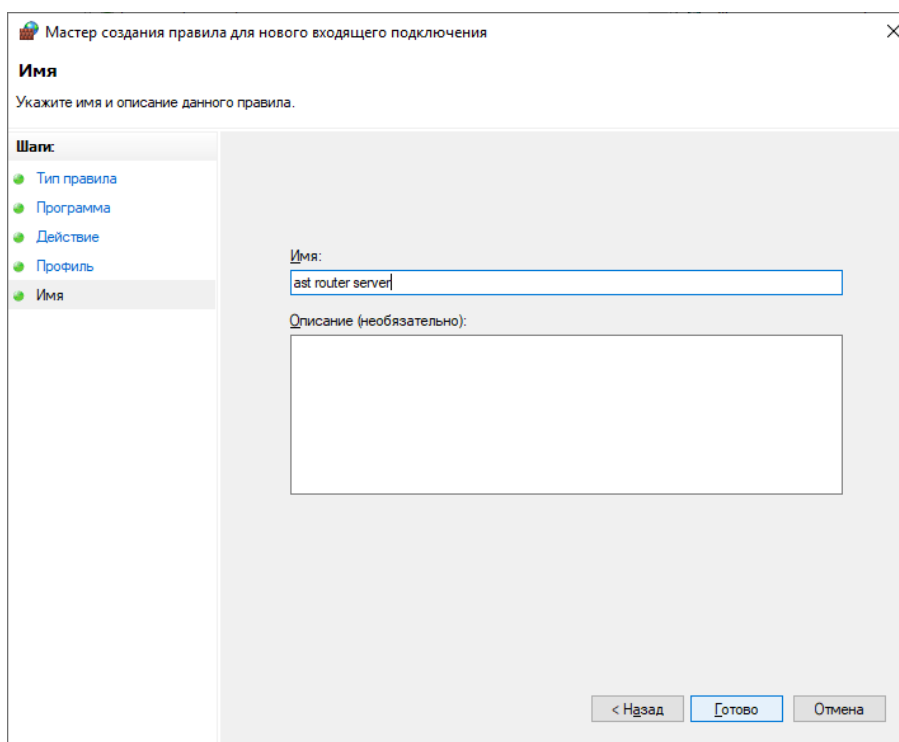 Мастер создания правила для нового входящего подключения
Имя
Укажите имя и описание данного правила.
Шаги:
Тип правила
Программа
Действие
Профиль
Имя
Имя:
ast router server
Описание (необязательно):
< Назад
Готово
Отмена